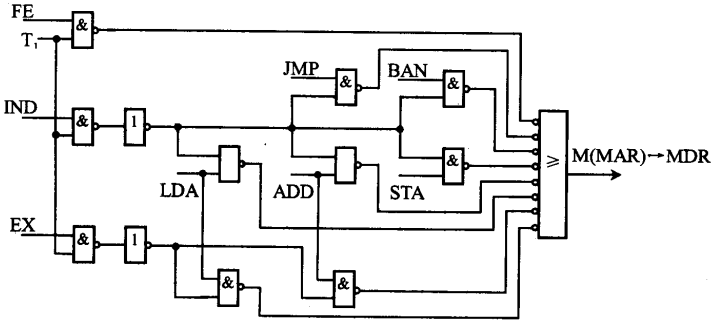 FE
&
T₁
JMP
&
BAN
&
IND
&
1
M(MAR)→MDR
≥
LDA
ADD
STA
&
EX
&
1
&
&